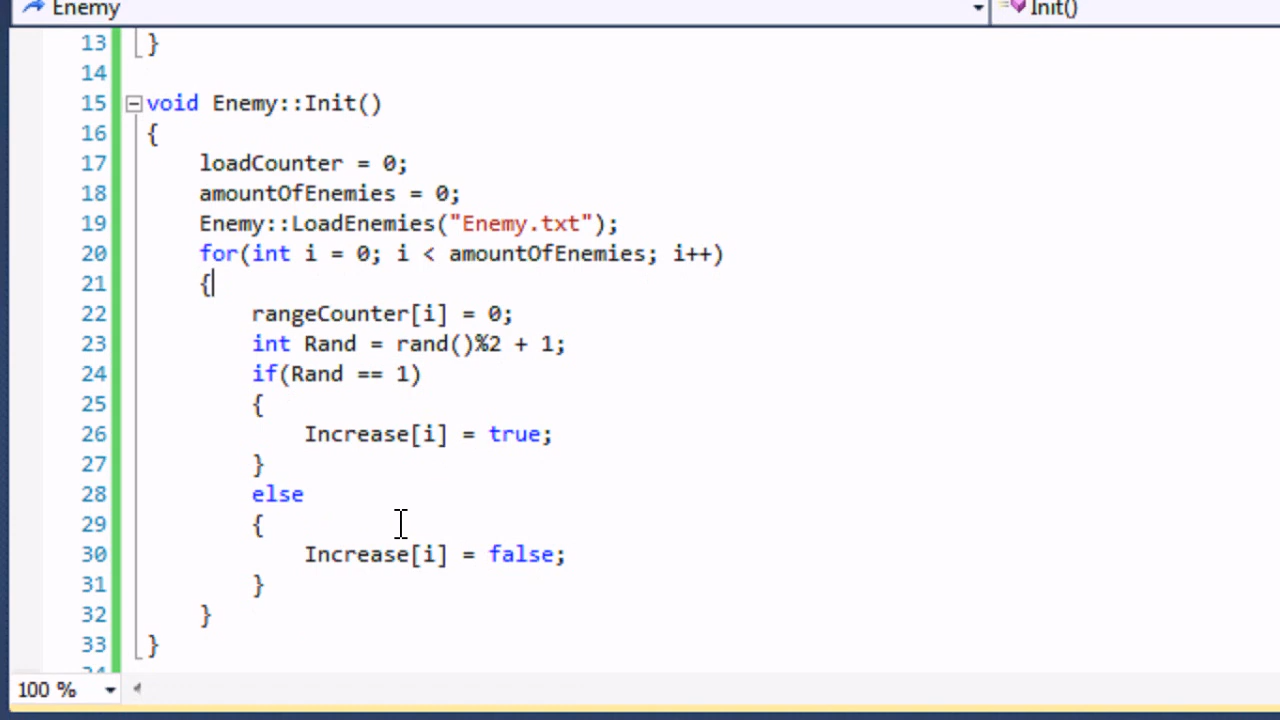 Enemy Init()
13 }
14
15 void Enemy::Init()
16 {
17 loadCounter = 0;
18 amountOfEnemies = 0;
19 Enemy::LoadEnemies("Enemy.txt");
20 for(int i = 0; i < amountOfEnemies; i++)
21 {
22 rangeCounter[i] = 0;
23 int Rand = rand()%2 + 1;
24 if(Rand == 1)
25 {
26 Increase[i] = true;
27 }
28 else
29 {
30 Increase[i] = false;
31 }
32 }
33 }
34
100 %